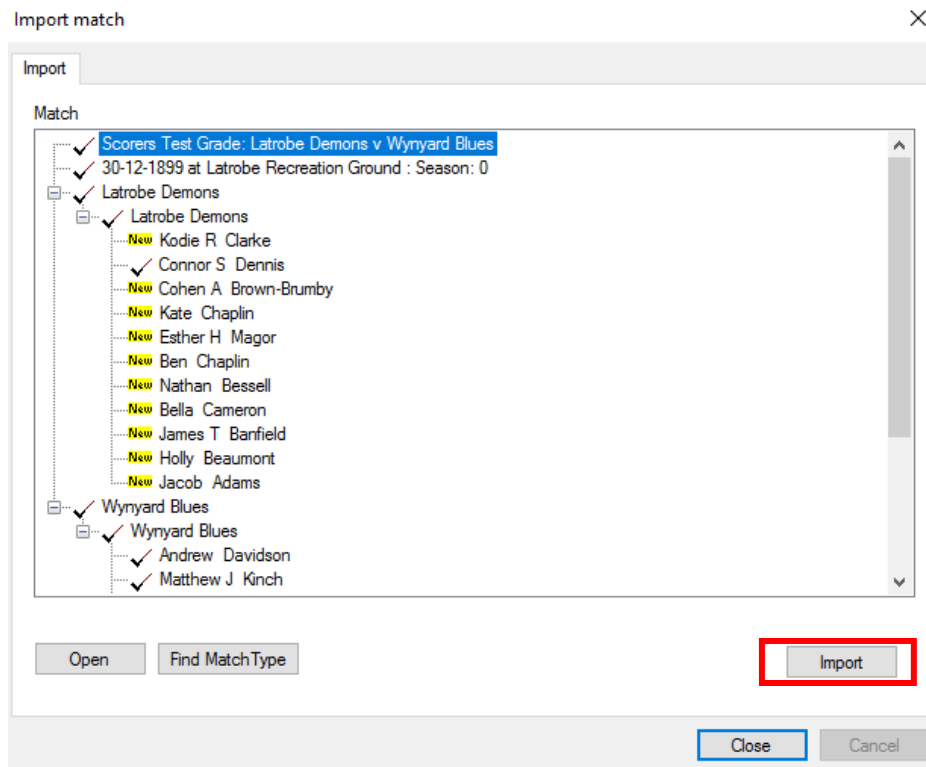 Import match
Import
Match
Scorers Test Grade: Latrobe Demons v Wynyard Blues
30-12-1899 at Latrobe Recreation Ground : Season: 0
Latrobe Demons
Latrobe Demons
New Kodie R Clarke
Connor S Dennis
New Cohen A Brown-Brumby
New Kate Chaplin
New Esther H Magor
New Ben Chaplin
New Nathan Bessell
New Bella Cameron
New James T Banfield
New Holly Beaumont
New Jacob Adams
Wynyard Blues
Wynyard Blues
Andrew Davidson
Matthew J Kinch
Open Find MatchType Import
Close Cancel